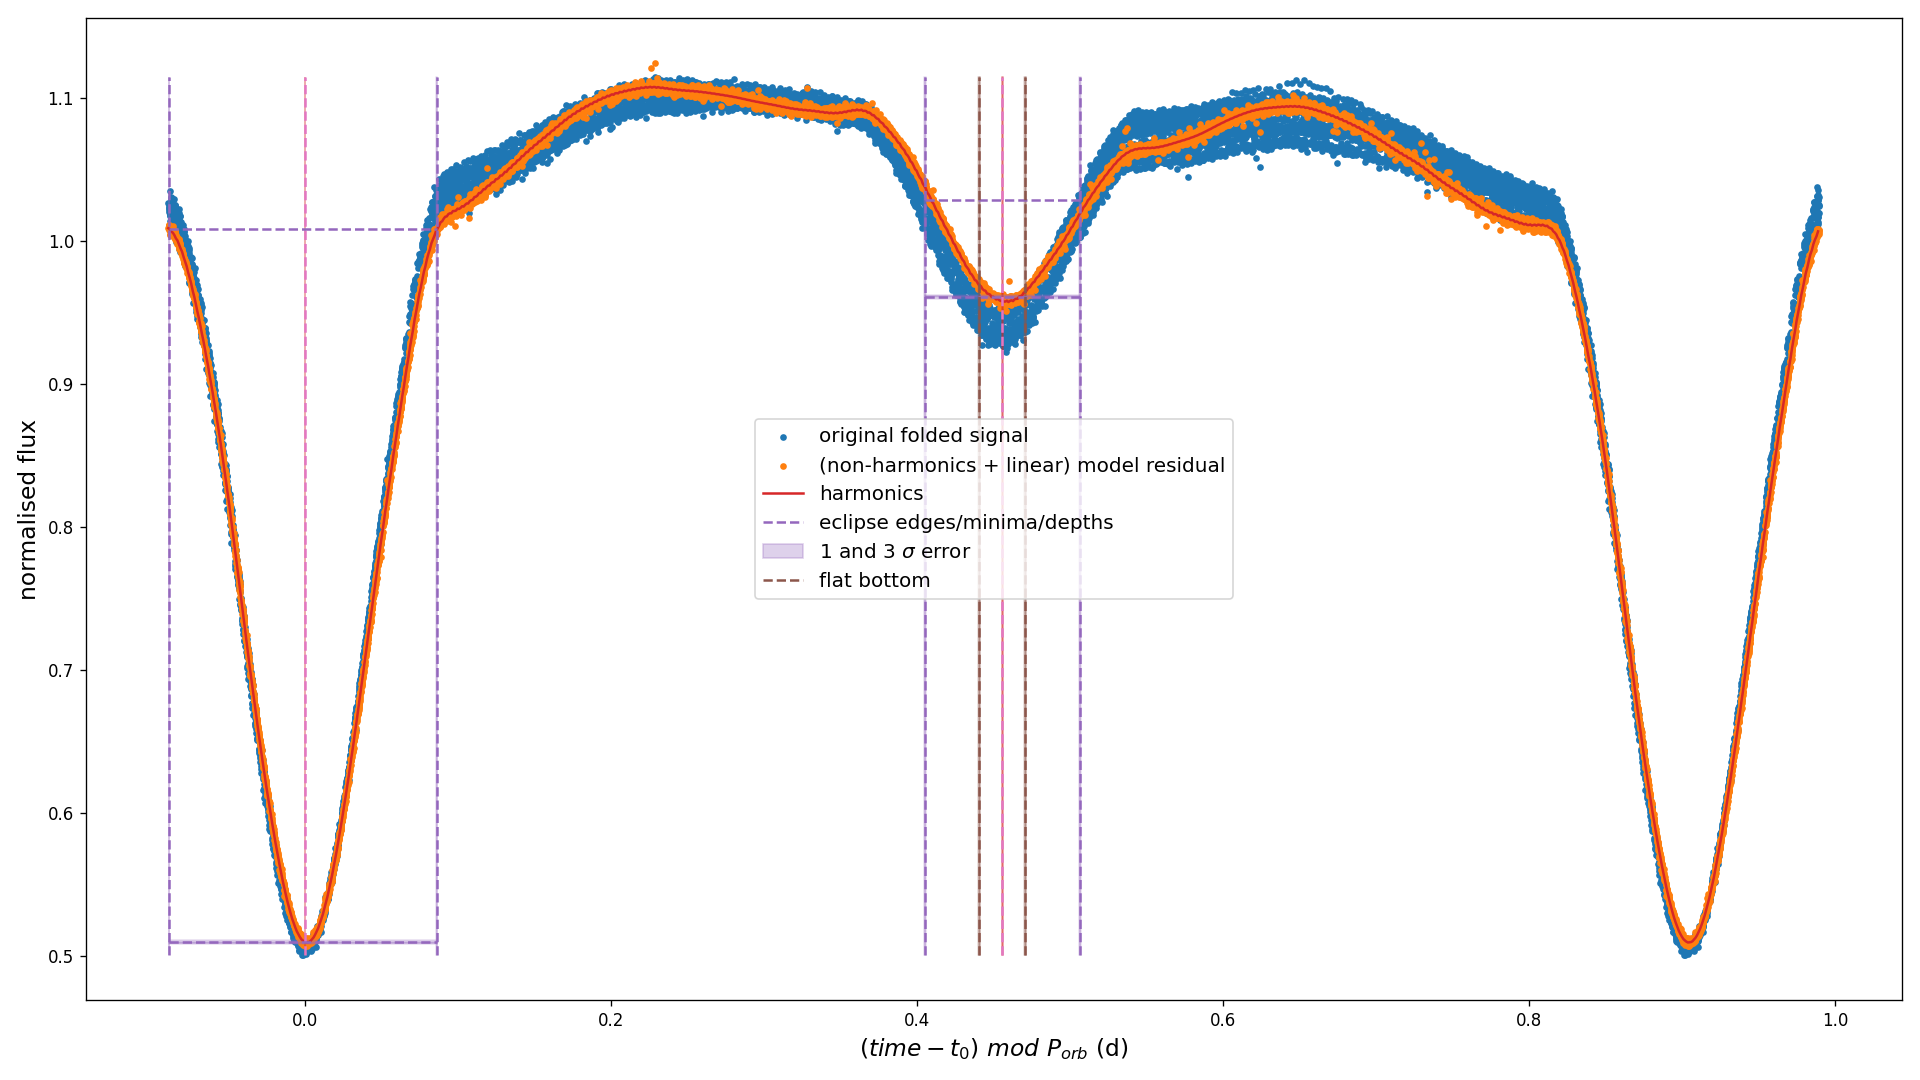 normalised flux
1.1
1.0
0.9
0.8
0.7
0.6
0.5
original folded signal
(non-harmonics + linear) model residual
harmonics
eclipse edges/minima/depths
1 and 3 σ error
flat bottom
0.0 0.2 0.4 0.6 0.8 1.0
(time − t₀) mod P_orb (d)